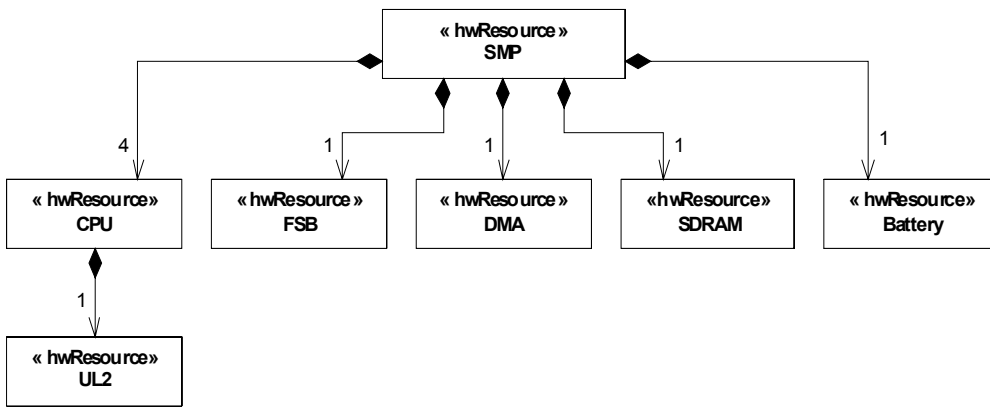 « hwResource»
SMP
4
1
1
1
1
« hwResource»
CPU
« hwResource»
FSB
« hwResource»
DMA
«hwResource»
SDRAM
« hwResource»
Battery
1
« hwResource»
UL2